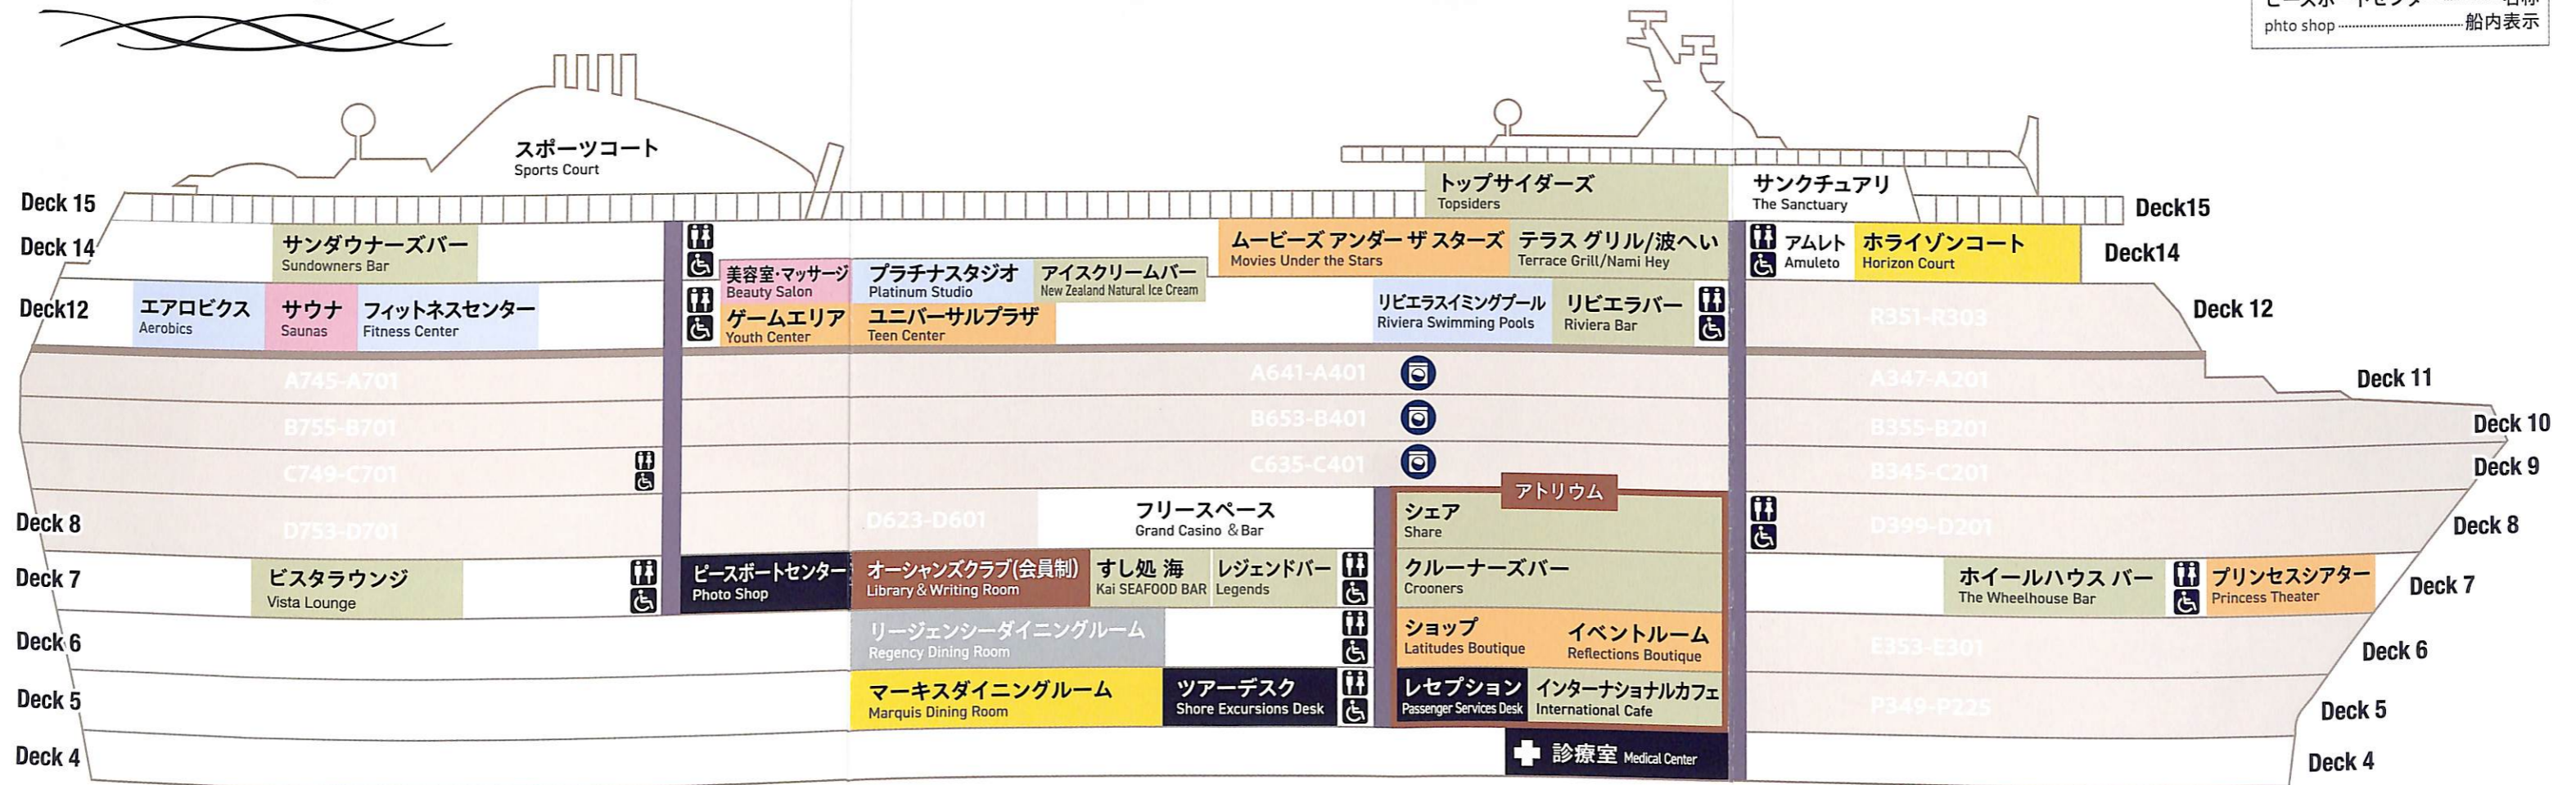 phto shop 船内表示
スポーツコート
Sports Court
トップサイダーズ
Topsiders
サンクチュアリ
The Sanctuary
Deck 15
Deck15
Deck 14
サンダウナーズバー
Sundowners Bar
ムービーズ アンダー ザ スターズ
Movies Under the Stars
テラス グリル/波へい
Terrace Grill/Nami Hey
アムレト
Amuleto
ホライゾンコート
Horizon Court
Deck14
美容室・マッサージ
Beauty Salon
プラチナスタジオ
Platinum Studio
アイスクリームバー
New Zealand Natural Ice Cream
Deck12
エアロビクス
Aerobics
サウナ
Saunas
フィットネスセンター
Fitness Center
ゲームエリア
Youth Center
ユニバーサルプラザ
Teen Center
リビエラスイミングプール
Riviera Swimming Pools
リビエラバー
Riviera Bar
R351-R303
Deck 12
A745-A701
A641-A401
A347-A201
Deck 11
B755-B701
B653-B401
B355-B201
Deck 10
C749-C701
C635-C401
B345-C201
Deck 9
アトリウム
Deck 8
D753-D701
D623-D601
フリースペース
Grand Casino & Bar
シェア
Share
D399-D201
Deck 8
Deck 7
ビスタラウンジ
Vista Lounge
ピースボートセンター
Photo Shop
オーシャンズクラブ(会員制)
Library & Writing Room
すし処 海
Kai SEAFOOD BAR
レジェンドバー
Legends
クルーナーズバー
Crooners
ホイールハウス バー
The Wheelhouse Bar
プリンセスシアター
Princess Theater
Deck 7
Deck 6
リージェンシーダイニングルーム
Regency Dining Room
ショップ
Latitudes Boutique
イベントルーム
Reflections Boutique
E353-E301
Deck 6
Deck 5
マーキスダイニングルーム
Marquis Dining Room
ツアーデスク
Shore Excursions Desk
レセプション
Passenger Services Desk
インターナショナルカフェ
International Cafe
P349-P225
Deck 5
Deck 4
診療室 Medical Center
Deck 4